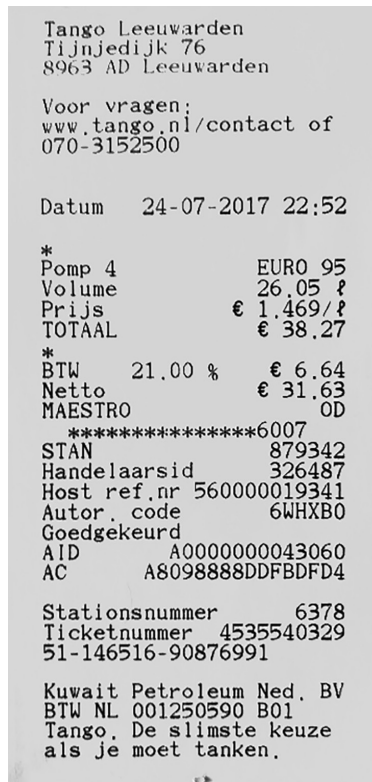 Tango Leeuwarden
Tijnjedijk 76
8963 AD Leeuwarden
Voor vragen:
www.tango.nl/contact of
070-3152500
Datum 24-07-2017 22:52
*
Pomp 4 EURO 95
Volume 26.05 ℓ
Prijs € 1.469/ℓ
TOTAAL € 38.27
*
BTW 21.00 % € 6.64
Netto € 31.63
MAESTRO OD
***************6007
STAN 879342
Handelaarsid 326487
Host ref.nr 560000019341
Autor. code 6WHXB0
Goedgekeurd
AID A0000000043060
AC A8098888DDFBDFD4
Stationsnummer 6378
Ticketnummer 4535540329
51-146516-90876991
Kuwait Petroleum Ned. BV
BTW NL 001250590 B01
Tango. De slimste keuze
als je moet tanken.